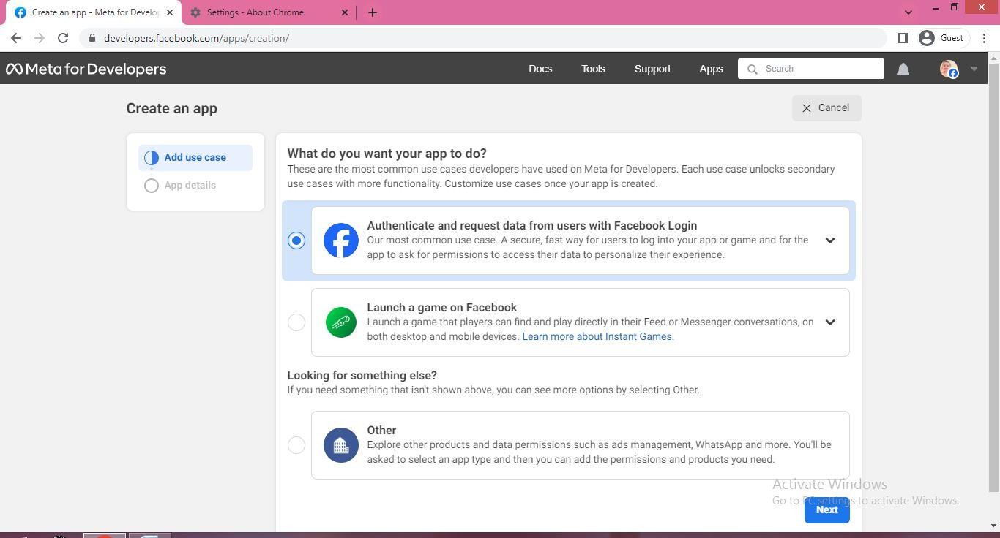 Create an app - Meta for Develop
Settings - About Chrome
developers.facebook.com/apps/creation/
Guest
Meta for Developers
Docs
Tools
Support
Apps
Search
Create an app
Cancel
Add use case
App details
What do you want your app to do?
These are the most common use cases developers have used on Meta for Developers. Each use case unlocks secondary
use cases with more functionality. Customize use cases once your app is created.
Authenticate and request data from users with Facebook Login
Our most common use case. A secure, fast way for users to log into your app or game and for the
app to ask for permissions to access their data to personalize their experience.
Launch a game on Facebook
Launch a game that players can find and play directly in their Feed or Messenger conversations, on
both desktop and mobile devices. Learn more about Instant Games.
Looking for something else?
If you need something that isn't shown above, you can see more options by selecting Other.
Other
Explore other products and data permissions such as ads management, WhatsApp and more. You'll be
asked to select an app type and then you can add the permissions and products you need.
Activate Windows
Go to PC settings to activate Windows.
Next